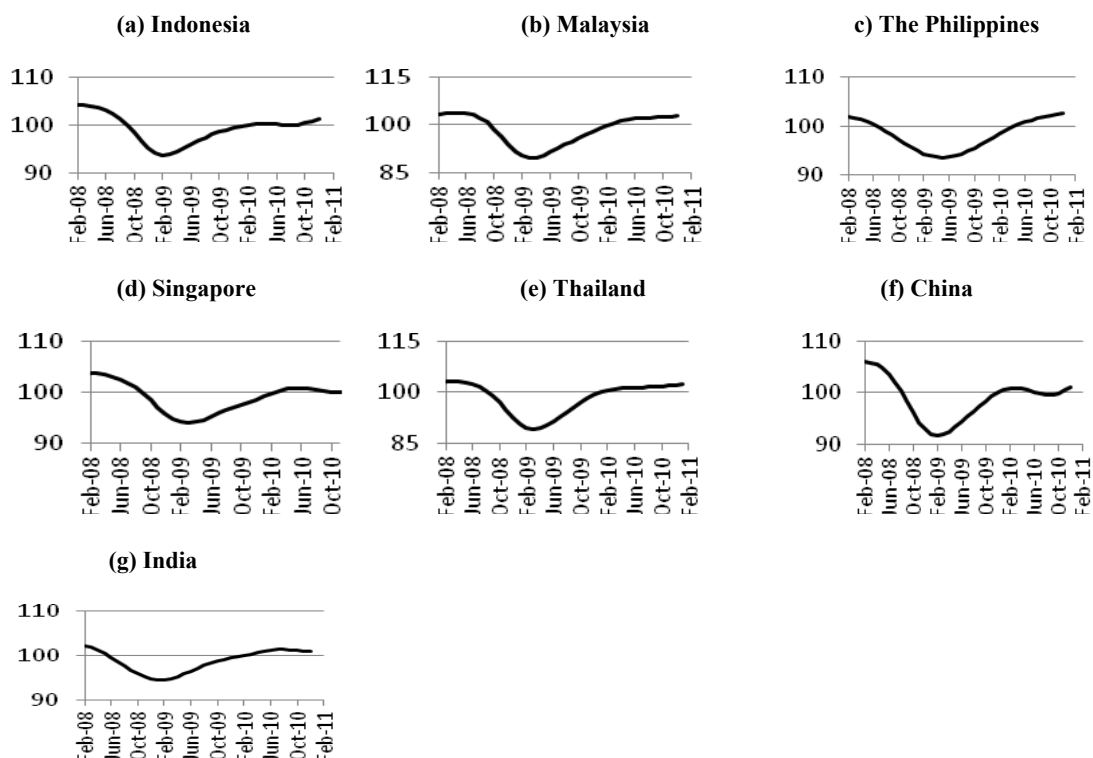 (a) Indonesia
(b) Malaysia
c) The Philippines
110
100
90
Feb-08
Jun-08
Oct-08
Feb-09
Jun-09
Oct-09
Feb-10
Jun-10
Oct-10
Feb-11
115
100
85
Feb-08
Jun-08
Oct-08
Feb-09
Jun-09
Oct-09
Feb-10
Jun-10
Oct-10
Feb-11
110
100
90
Feb-08
Jun-08
Oct-08
Feb-09
Jun-09
Oct-09
Feb-10
Jun-10
Oct-10
Feb-11
(d) Singapore
(e) Thailand
(f) China
110
100
90
Feb-08
Jun-08
Oct-08
Feb-09
Jun-09
Oct-09
Feb-10
Jun-10
Oct-10
115
100
85
Feb-08
Jun-08
Oct-08
Feb-09
Jun-09
Oct-09
Feb-10
Jun-10
Oct-10
Feb-11
110
100
90
Feb-08
Jun-08
Oct-08
Feb-09
Jun-09
Oct-09
Feb-10
Jun-10
Oct-10
Feb-11
(g) India
110
100
90
Feb-08
Jun-08
Oct-08
Feb-09
Jun-09
Oct-09
Feb-10
Jun-10
Oct-10
Feb-11